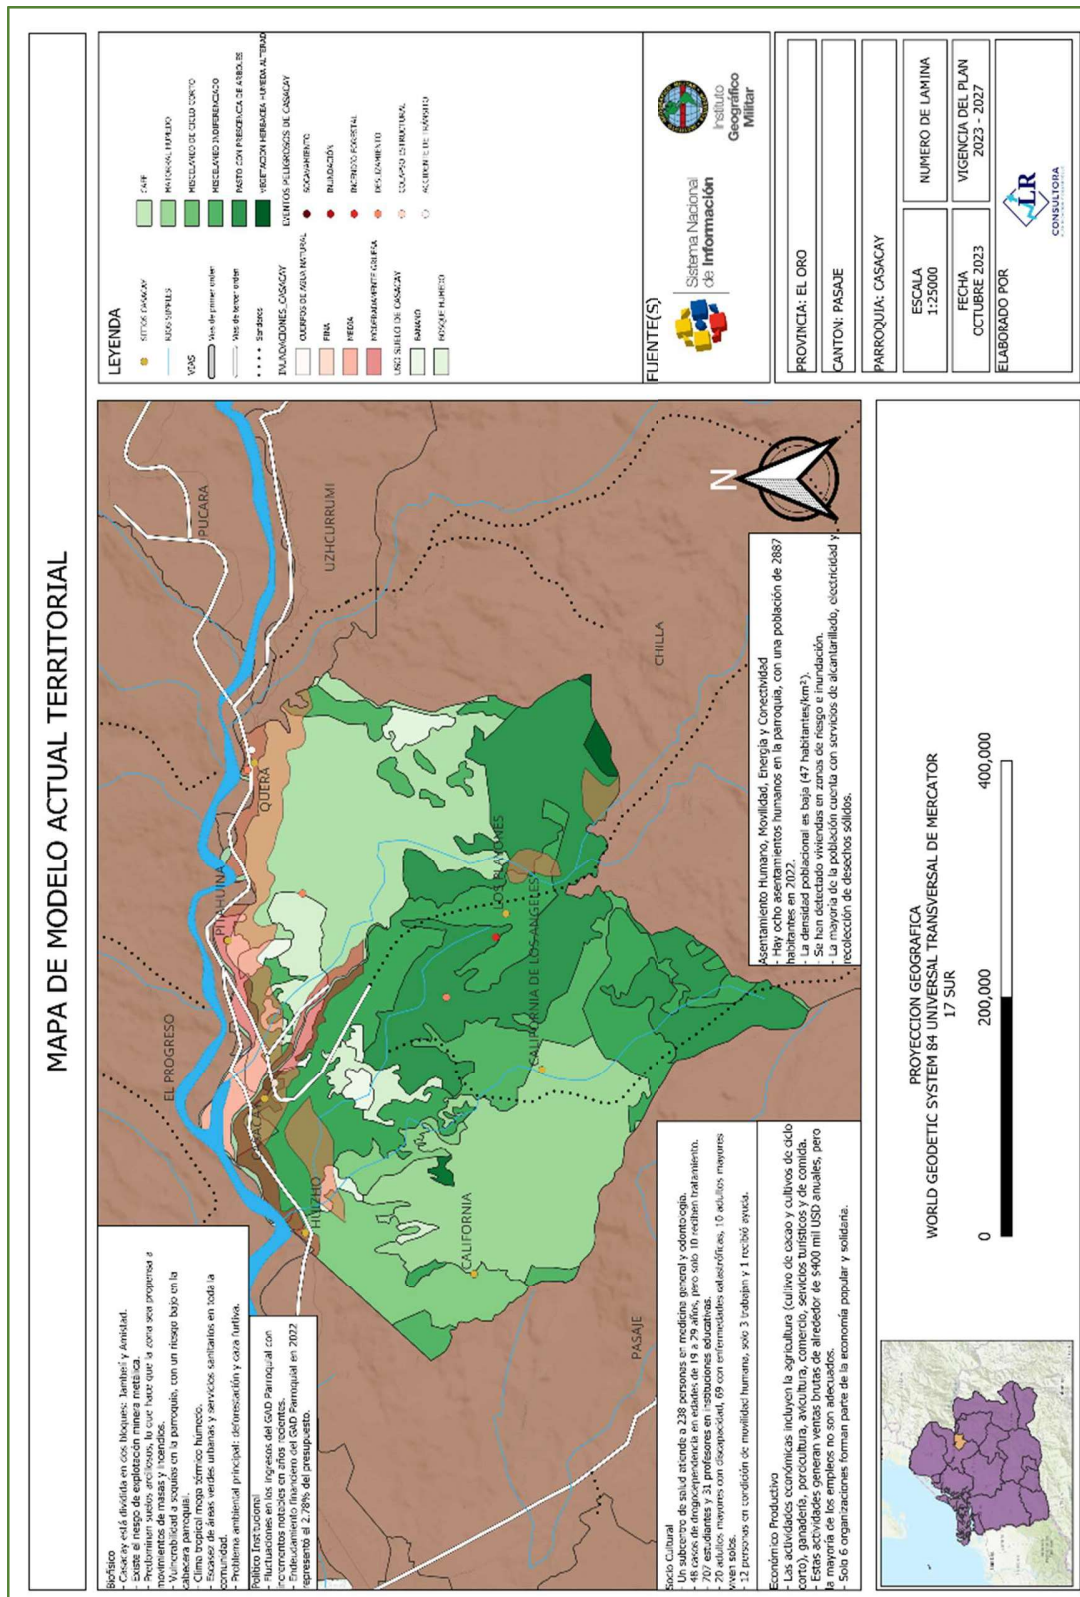 MAPA DE MODELO ACTUAL TERRITORIAL
Biofísico
- Casacay está dividida en dos bloques: Jambelí y Amistad.
- Existe el riesgo de explotación minera metálica.
- Predominan suelos arcillosos, lo que hace que la zona sea propensa a
movimientos de masas y incendios.
- Vulnerabilidad a sequías en la parroquia, con un riesgo bajo en la
cabecera parroquial.
- Clima tropical mega térmico húmedo.
- Escasez de áreas verdes urbanas y servicios sanitarios en toda la
comunidad.
- Problema ambiental principal: deforestación y caza furtiva.
Político Institucional
- Fluctuaciones en los ingresos del GAD Parroquial con
incrementos notables en años recientes.
- Endeudamiento financiero del GAD Parroquial en 2022
representó el 2.78% del presupuesto.
Socio Cultural
- Un subcentro de salud atiende a 238 personas en medicina general y odontología.
- 48 casos de drogodependencia en edades de 19 a 29 años, pero solo 10 reciben tratamiento.
- 707 estudiantes y 31 profesores en instituciones educativas.
- 20 adultos mayores con discapacidad, 69 con enfermedades catastróficas, 10 adultos mayores
viven solos.
- 12 personas en condición de movilidad humana, solo 3 trabajan y 1 recibió ayuda.
Económico Productivo
- Las actividades económicas incluyen la agricultura (cultivo de cacao y cultivos de ciclo
corto), ganadería, porcicultura, avicultura, comercio, servicios turísticos y de comida.
- Estas actividades generan ventas brutas de alrededor de $400 mil USD anuales, pero
la mayoría de los empleos no son adecuados.
- Solo 6 organizaciones forman parte de la economía popular y solidaria.
Asentamiento Humano, Movilidad, Energía y Conectividad
- Hay ocho asentamientos humanos en la parroquia, con una población de 2887
habitantes en 2022.
- La densidad poblacional es baja (47 habitantes/km²).
- Se han detectado viviendas en zonas de riesgo e inundación.
- La mayoría de la población cuenta con servicios de alcantarillado, electricidad y
recolección de desechos sólidos.
EL PROGRESO
PUCARA
UZHCURRUMI
CHILLA
PASAJE
PITAHUINA
QUERA
CASACAY
HUIZHO
CALIFORNIA
CALIFORNIA DE LOS ANGELES
LOS PLAYONES
N
LEYENDA
SITIOS CASACAY
RIOS SIMPLES
VIAS
Vias de primer orden
Vias de tercer orden
Senderos
INUNDACIONES_CASACAY
CUERPOS DE AGUA NATURAL
FINA
MEDIA
MODERADAMENTE GRUESA
USO SUELO DE CASACAY
BANANO
BOSQUE HUMEDO
CAFE
MATORRAL HUMEDO
MISCELANEO DE CICLO CORTO
MISCELANEO INDIFERENCIADO
PASTO CON PRESCENCIA DE ARBOLES
VEGETACION HERBACEA HUMEDA ALTERAD
EVENTOS PELIGROSOS DE CASACAY
SOCAVAMIENTO
INUNDACIÓN
INCENDIO FORESTAL
DESLIZAMIENTO
COLAPSO ESTRUCTURAL
ACCIDENTE DE TRÁNSITO
FUENTE(S)
Sistema Nacional
de Información
Instituto
Geográfico
Militar
PROVINCIA: EL ORO
CANTON: PASAJE
PARROQUIA: CASACAY
ESCALA
1:25000
NUMERO DE LAMINA
FECHA
OCTUBRE 2023
VIGENCIA DEL PLAN
2023 - 2027
ELABORADO POR
LR
CONSULTORA
PROYECCION GEOGRAFICA
WORLD GEODETIC SYSTEM 84 UNIVERSAL TRANSVERSAL DE MERCATOR
17 SUR
0
200,000
400,000